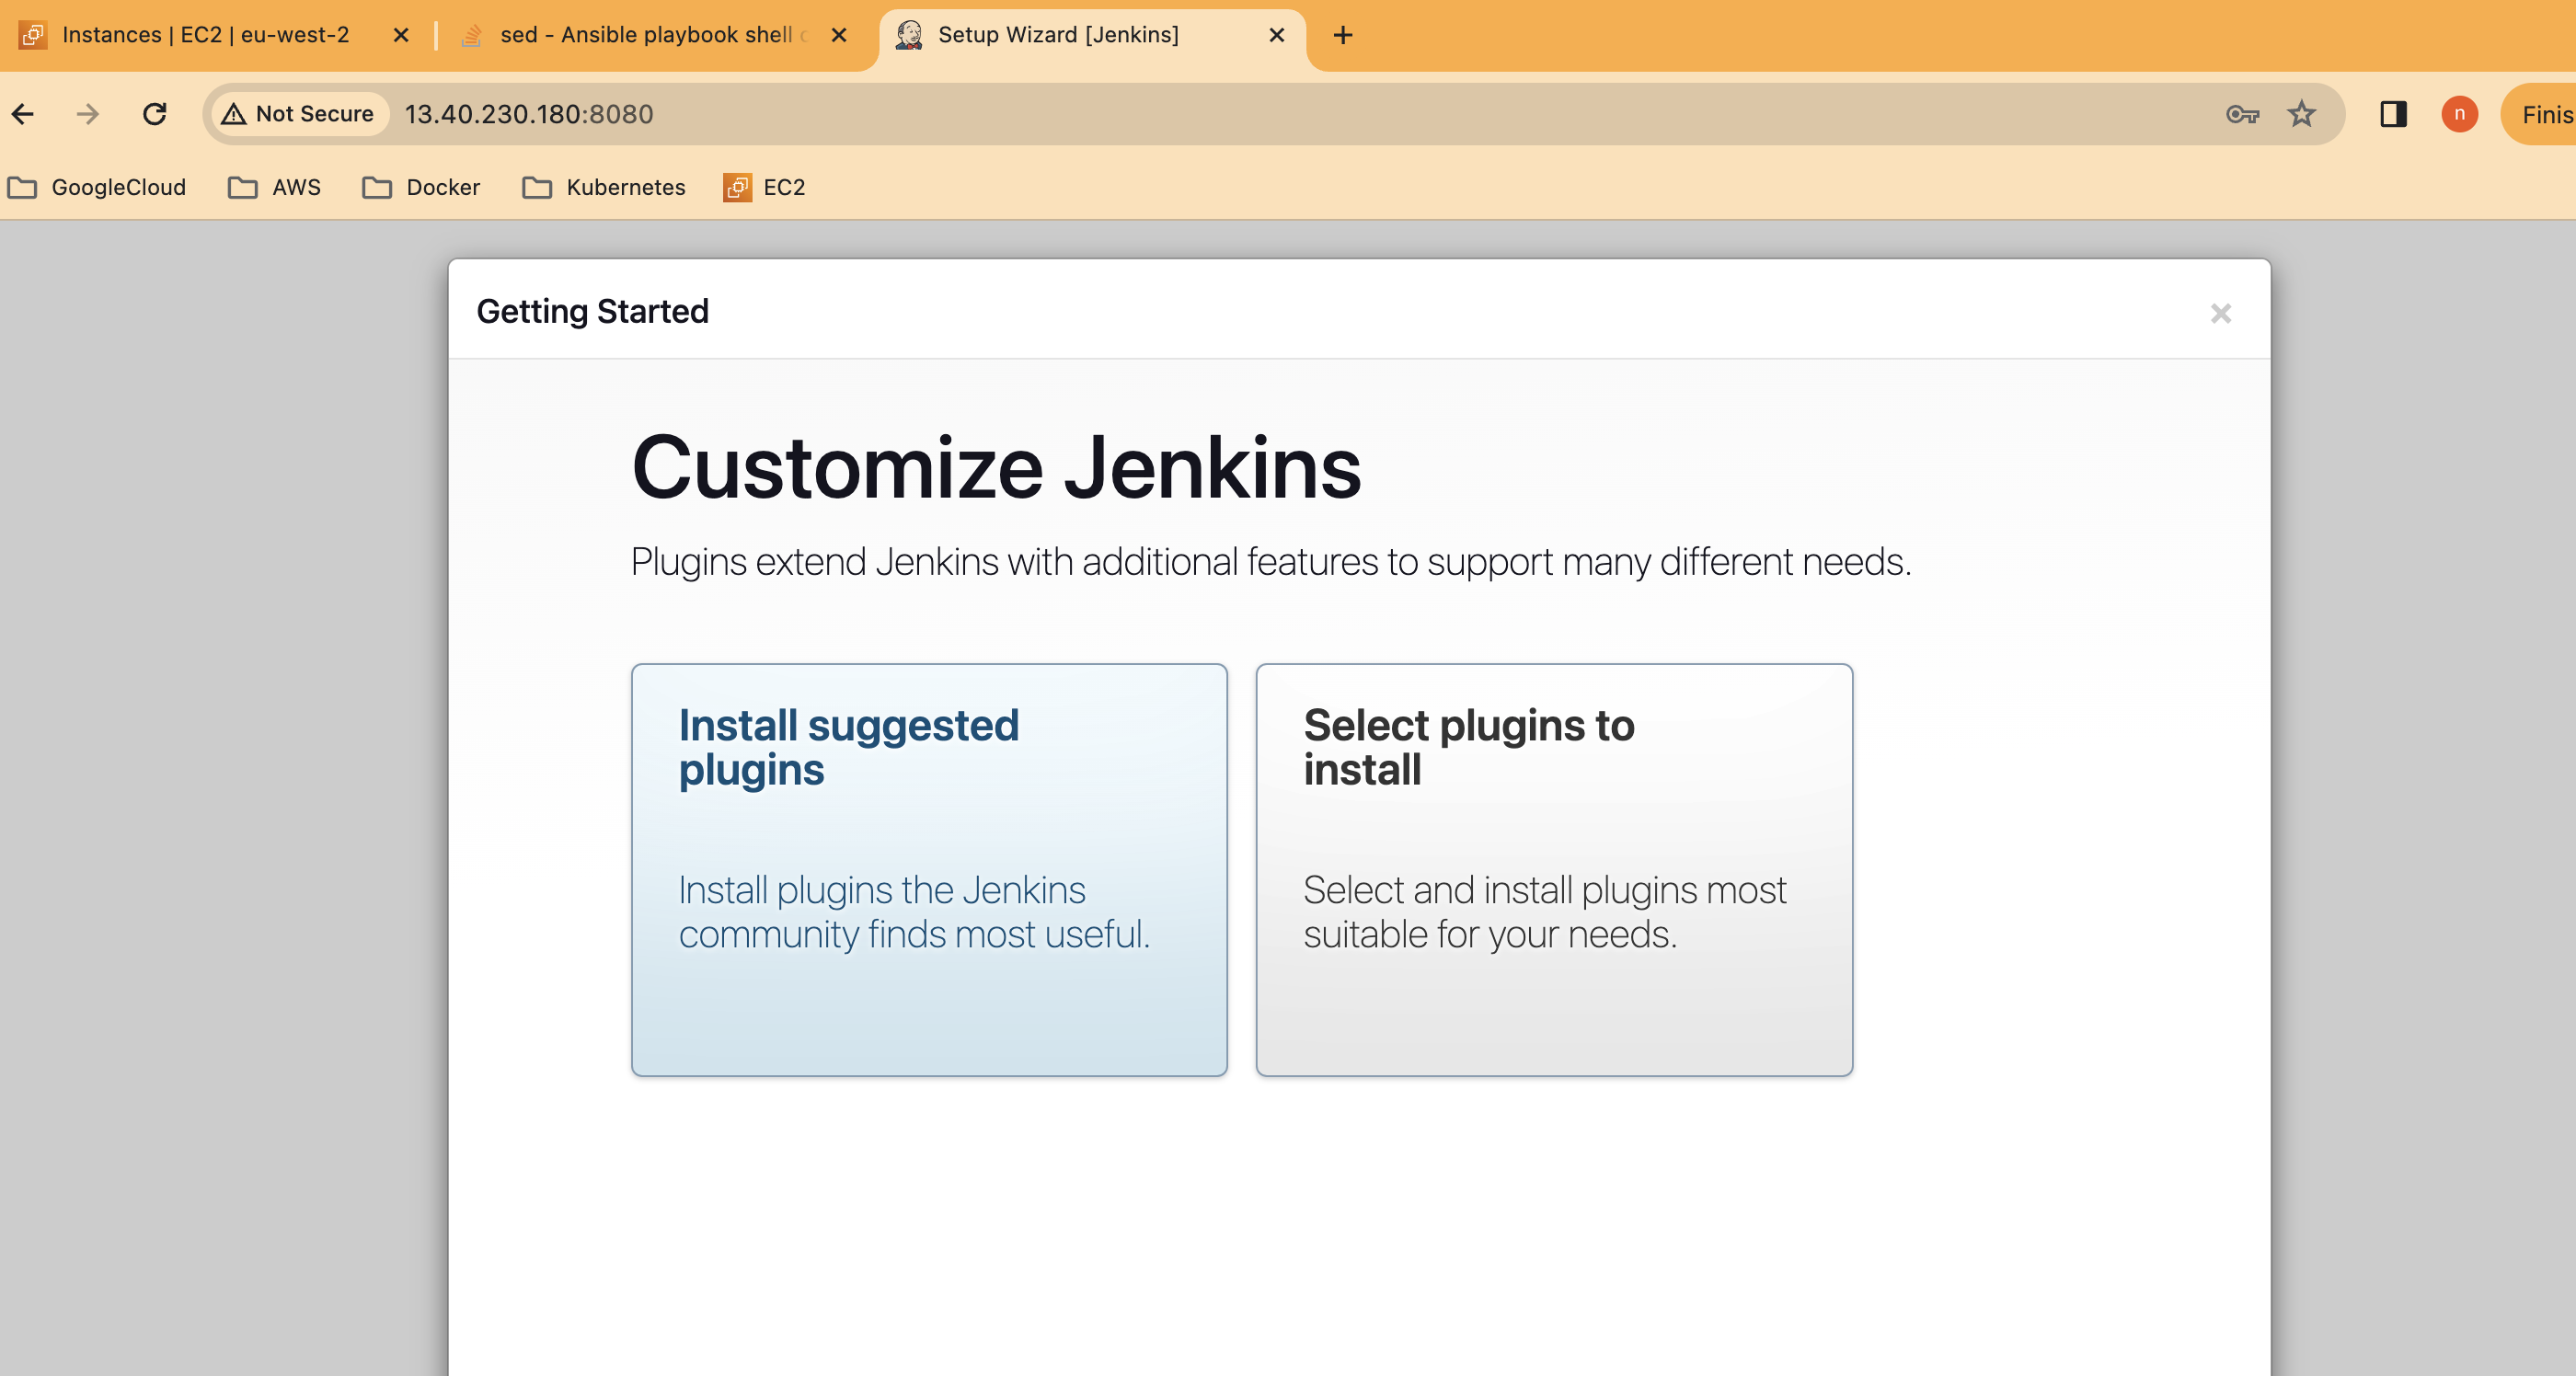 Instances | EC2 | eu-west-2
sed - Ansible playbook shell
Setup Wizard [Jenkins]
Not Secure
13.40.230.180:8080
n
Finis
GoogleCloud
AWS
Docker
Kubernetes
EC2
Getting Started
Customize Jenkins
Plugins extend Jenkins with additional features to support many different needs.
Install suggested
plugins
Install plugins the Jenkins
community finds most useful.
Select plugins to
install
Select and install plugins most
suitable for your needs.